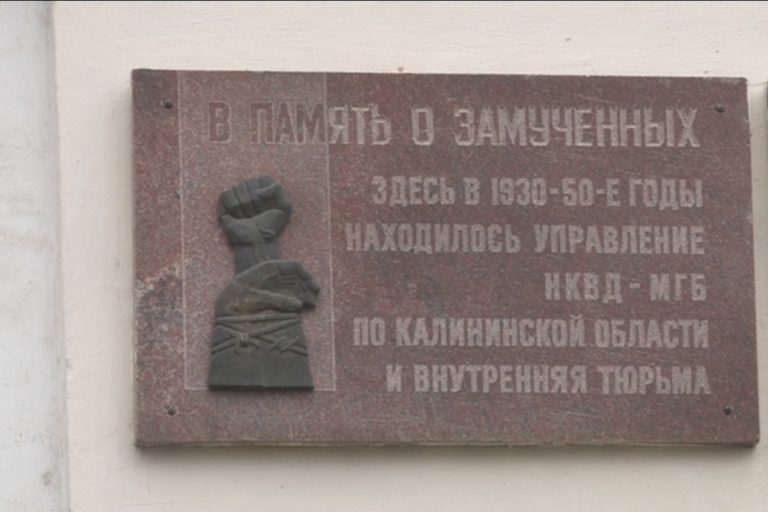 В ПАМЯТЬ О ЗАМУЧЕННЫХ
ЗДЕСЬ В 1930-50-Е ГОДЫ
НАХОДИЛОСЬ УПРАВЛЕНИЕ
НКВД-МГБ
ПО КАЛИНИНСКОЙ ОБЛАСТИ
И ВНУТРЕННЯЯ ТЮРЬМА